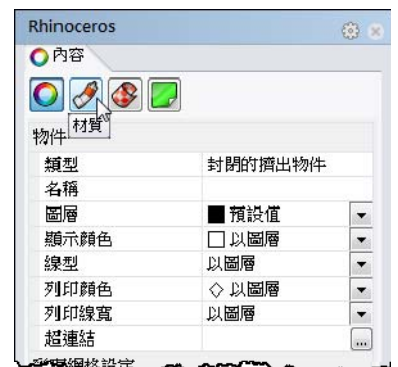 Rhinoceros
內容
材質
物件
類型 封閉的擠出物件
名稱
圖層 預設值
顯示顏色 以圖層
線型 以圖層
列印顏色 以圖層
列印線寬 以圖層
超連結 ...